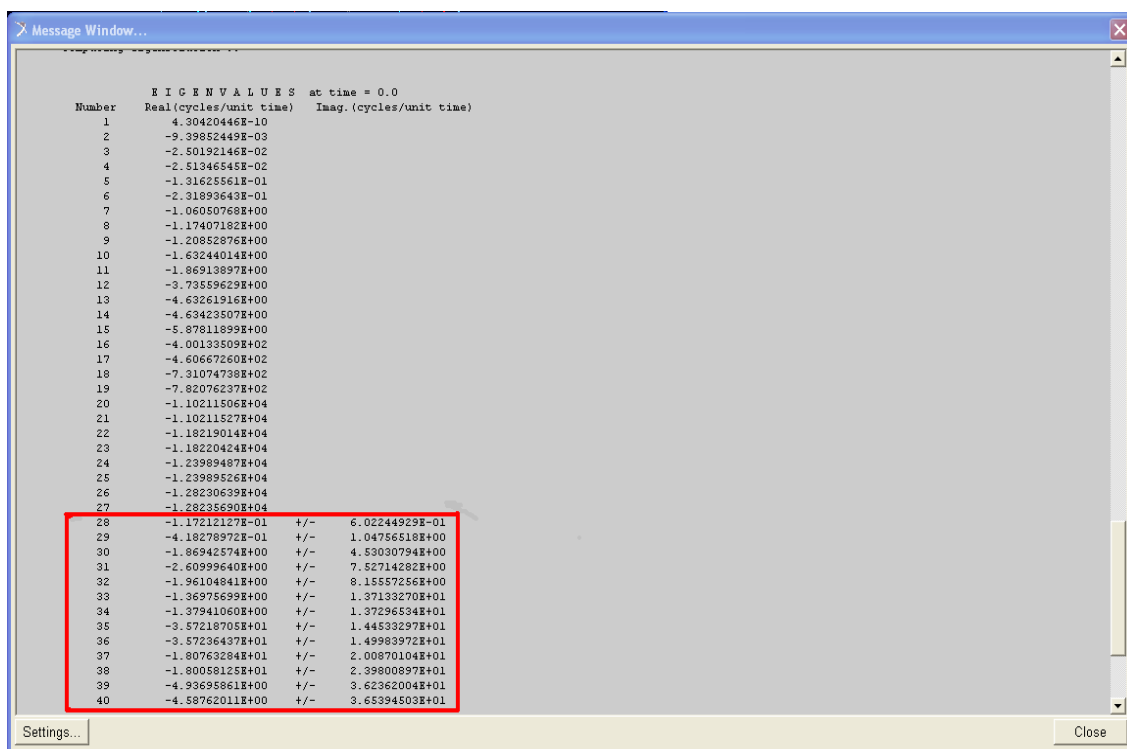 Message Window...
E I G E N V A L U E S at time = 0.0
Number Real(cycles/unit time) Imag.(cycles/unit time)
1 4.30420446E-10
2 -9.39852449E-03
3 -2.50192146E-02
4 -2.51346545E-02
5 -1.31625561E-01
6 -2.31893643E-01
7 -1.06050768E+00
8 -1.17407182E+00
9 -1.20852876E+00
10 -1.63244014E+00
11 -1.86913897E+00
12 -3.73559629E+00
13 -4.63261916E+00
14 -4.63423507E+00
15 -5.87811899E+00
16 -4.00133509E+02
17 -4.60667260E+02
18 -7.31074738E+02
19 -7.82076237E+02
20 -1.10211506E+04
21 -1.10211527E+04
22 -1.18219014E+04
23 -1.18220424E+04
24 -1.23989487E+04
25 -1.23989526E+04
26 -1.28230639E+04
27 -1.28235690E+04
28 -1.17212127E-01 +/- 6.02244929E-01
29 -4.18278972E-01 +/- 1.04756518E+00
30 -1.86942574E+00 +/- 4.53030794E+00
31 -2.60999640E+00 +/- 7.52714282E+00
32 -1.96104841E+00 +/- 8.15557256E+00
33 -1.36975699E+00 +/- 1.37133270E+01
34 -1.37941060E+00 +/- 1.37296534E+01
35 -3.57218705E+01 +/- 1.44533297E+01
36 -3.57236437E+01 +/- 1.49983972E+01
37 -1.80763284E+01 +/- 2.00870104E+01
38 -1.80058125E+01 +/- 2.39800897E+01
39 -4.93695861E+00 +/- 3.62362004E+01
40 -4.58762011E+00 +/- 3.65394503E+01
Settings... Close